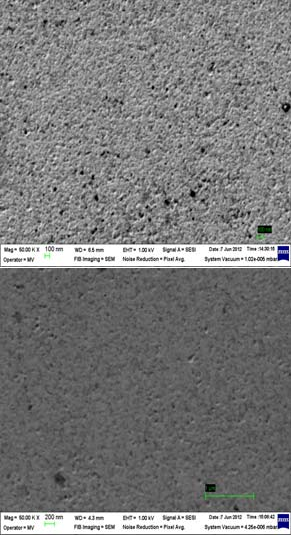 Mag = 50.00 K X 100 nm WD = 6.5 mm EHT = 1.00 kV Signal A = SESI Date :7 Jun 2012 Time :14:30:16
Operator = MV FIB Imaging = SEM Noise Reduction = Pixel Avg. System Vacuum = 1.02e-006 mbar
Mag = 50.00 K X 200 nm WD = 4.3 mm EHT = 1.00 kV Signal A = SESI Date :7 Jun 2012 Time :16:06:42
Operator = MV FIB Imaging = SEM Noise Reduction = Pixel Avg. System Vacuum = 4.25e-006 mbar